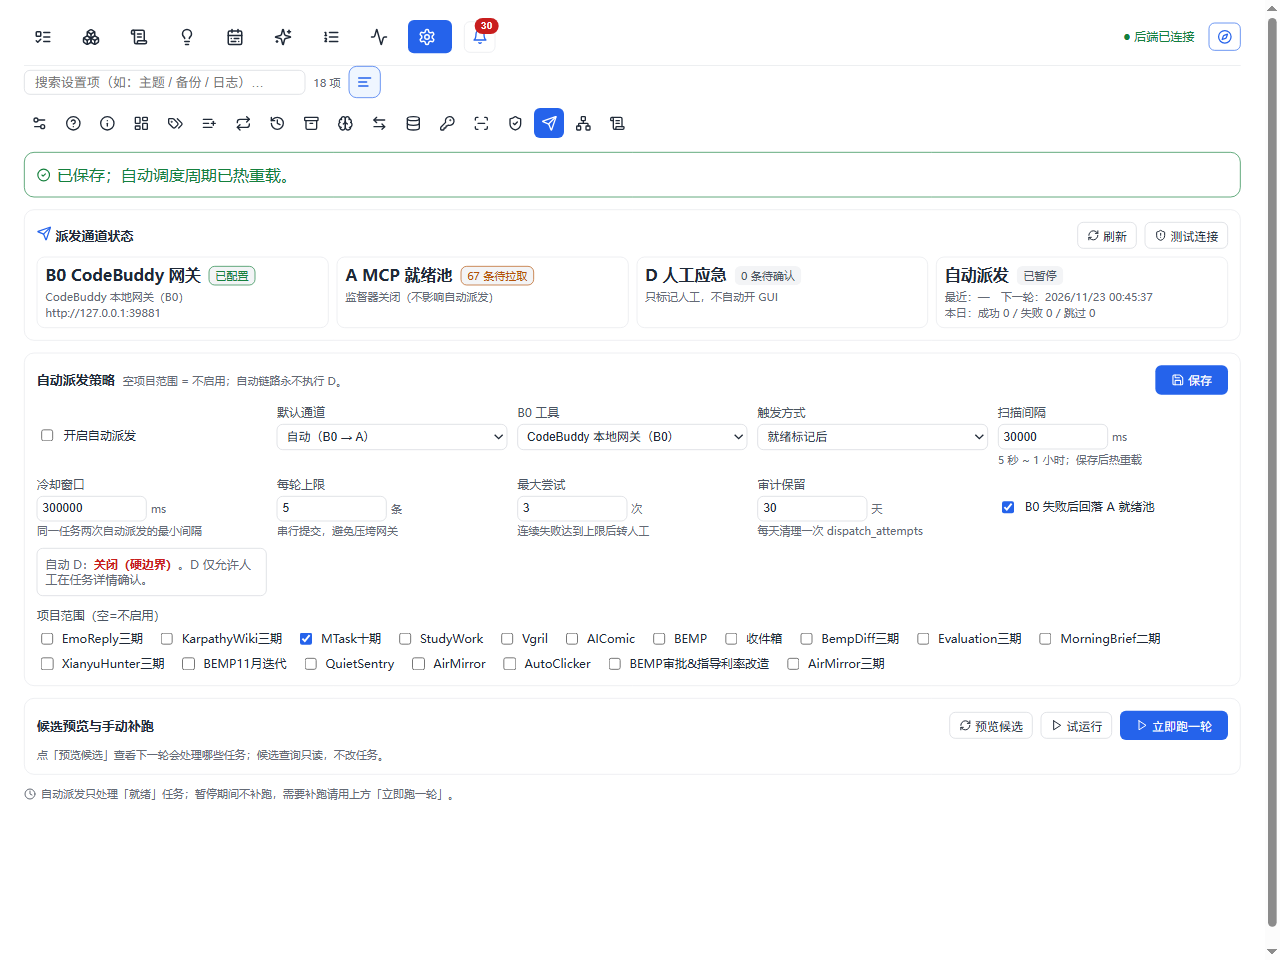 30
后端已连接
搜索设置项（如：主题 / 备份 / 日志）…
18 项
已保存；自动调度周期已热重载。
派发通道状态
刷新
测试连接
B0 CodeBuddy 网关 已配置
CodeBuddy 本地网关（B0）
http://127.0.0.1:39881
A MCP 就绪池 67 条待拉取
监督器关闭（不影响自动派发）
D 人工应急 0 条待确认
只标记人工，不自动开 GUI
自动派发 已暂停
最近：— 下一轮：2026/11/23 00:45:37
本日：成功 0 / 失败 0 / 跳过 0
自动派发策略 空项目范围 = 不启用；自动链路永不执行 D。
保存
开启自动派发
默认通道
自动（B0 → A）
B0 工具
CodeBuddy 本地网关（B0）
触发方式
就绪标记后
扫描间隔
30000 ms
5 秒 ~ 1 小时；保存后热重载
冷却窗口
300000 ms
同一任务两次自动派发的最小间隔
每轮上限
5 条
串行提交，避免压垮网关
最大尝试
3 次
连续失败达到上限后转人工
审计保留
30 天
每天清理一次 dispatch_attempts
B0 失败后回落 A 就绪池
自动 D：关闭（硬边界）。D 仅允许人
工在任务详情确认。
项目范围（空=不启用）
EmoReply三期 KarpathyWiki三期 MTask十期 StudyWork Vgril AIComic BEMP 收件箱 BempDiff三期 Evaluation三期 MorningBrief二期
XianyuHunter三期 BEMP11月迭代 QuietSentry AirMirror AutoClicker BEMP审批&指导利率改造 AirMirror三期
候选预览与手动补跑
预览候选
试运行
立即跑一轮
点「预览候选」查看下一轮会处理哪些任务；候选查询只读，不改任务。
自动派发只处理「就绪」任务；暂停期间不补跑，需要补跑请用上方「立即跑一轮」。